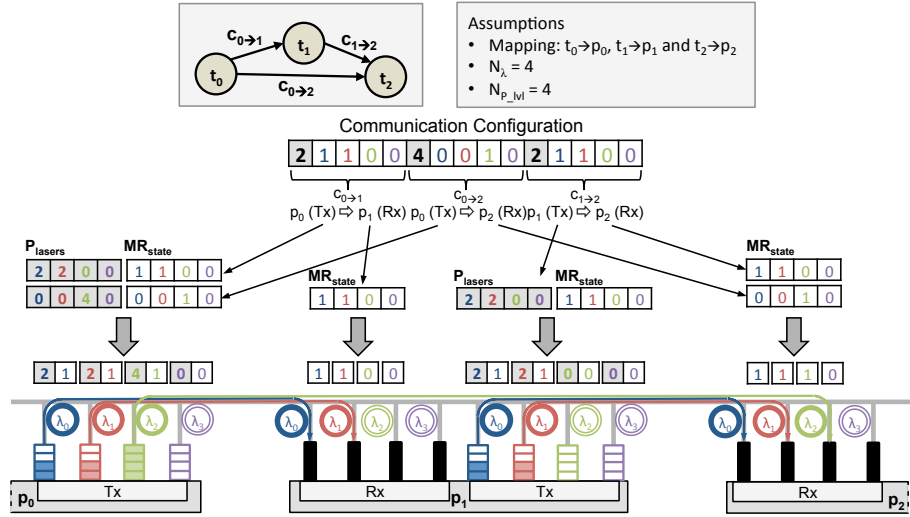 c0→1
c1→2
t0
t1
t2
c0→2
Assumptions
• Mapping: t0→p0, t1→p1 and t2→p2
• Nλ = 4
• NP_lvl = 4
Communication Configuration
2 1 1 0 0 4 0 0 1 0 2 1 1 0 0
c0→1 c0→2 c1→2
p0 (Tx) ⇨ p1 (Rx) p0 (Tx) ⇨ p2 (Rx) p1 (Tx) ⇨ p2 (Rx)
Plasers MRstate
2 2 0 0 1 1 0 0
0 0 4 0 0 0 1 0
MRstate
1 1 0 0
Plasers MRstate
2 2 0 0 1 1 0 0
MRstate
1 1 0 0
0 0 1 0
2 1 2 1 4 1 0 0
1 1 0 0
2 1 2 1 0 0 0 0
1 1 1 0
λ0 λ1 λ2 λ3 λ0 λ1 λ2 λ3 λ0 λ1 λ2 λ3 λ0 λ1 λ2 λ3
p0 Tx Rx p1 Tx Rx p2